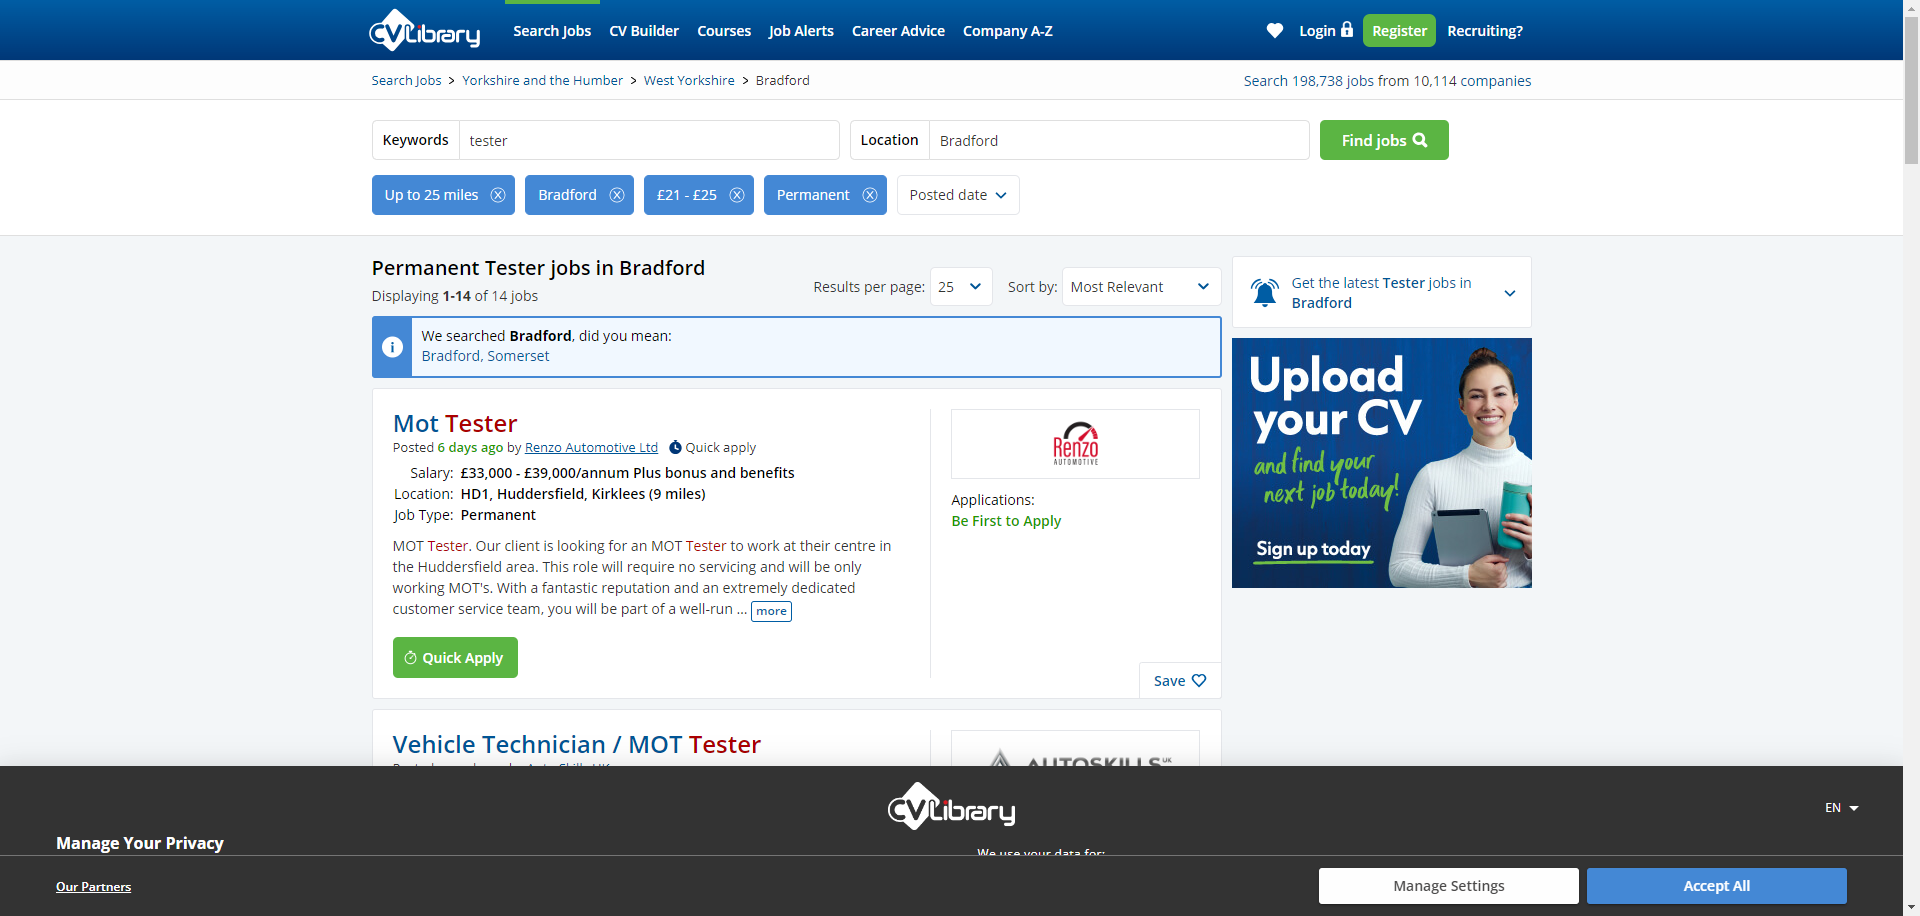 CVLibrary
Search Jobs
CV Builder
Courses
Job Alerts
Career Advice
Company A-Z
Login
Register
Recruiting?
Search Jobs > Yorkshire and the Humber > West Yorkshire > Bradford
Search 198,738 jobs from 10,114 companies
Keywords
tester
Location
Bradford
Find jobs
Up to 25 miles
Bradford
£21 - £25
Permanent
Posted date
Permanent Tester jobs in Bradford
Displaying 1-14 of 14 jobs
Results per page: 25
Sort by: Most Relevant
We searched Bradford, did you mean:
Bradford, Somerset
Mot Tester
Posted 6 days ago by Renzo Automotive Ltd Quick apply
Salary: £33,000 - £39,000/annum Plus bonus and benefits
Location: HD1, Huddersfield, Kirklees (9 miles)
Job Type: Permanent
MOT Tester. Our client is looking for an MOT Tester to work at their centre in
the Huddersfield area. This role will require no servicing and will be only
working MOT's. With a fantastic reputation and an extremely dedicated
customer service team, you will be part of a well-run ... more
Quick Apply
Renzo
AUTOMOTIVE
Applications:
Be First to Apply
Save
Get the latest Tester jobs in
Bradford
Upload
your CV
and find your
next job today!
Sign up today
Vehicle Technician / MOT Tester
AUTOSKILLS UK
CVLibrary
EN
Manage Your Privacy
We use your data for:
Our Partners
Manage Settings
Accept All